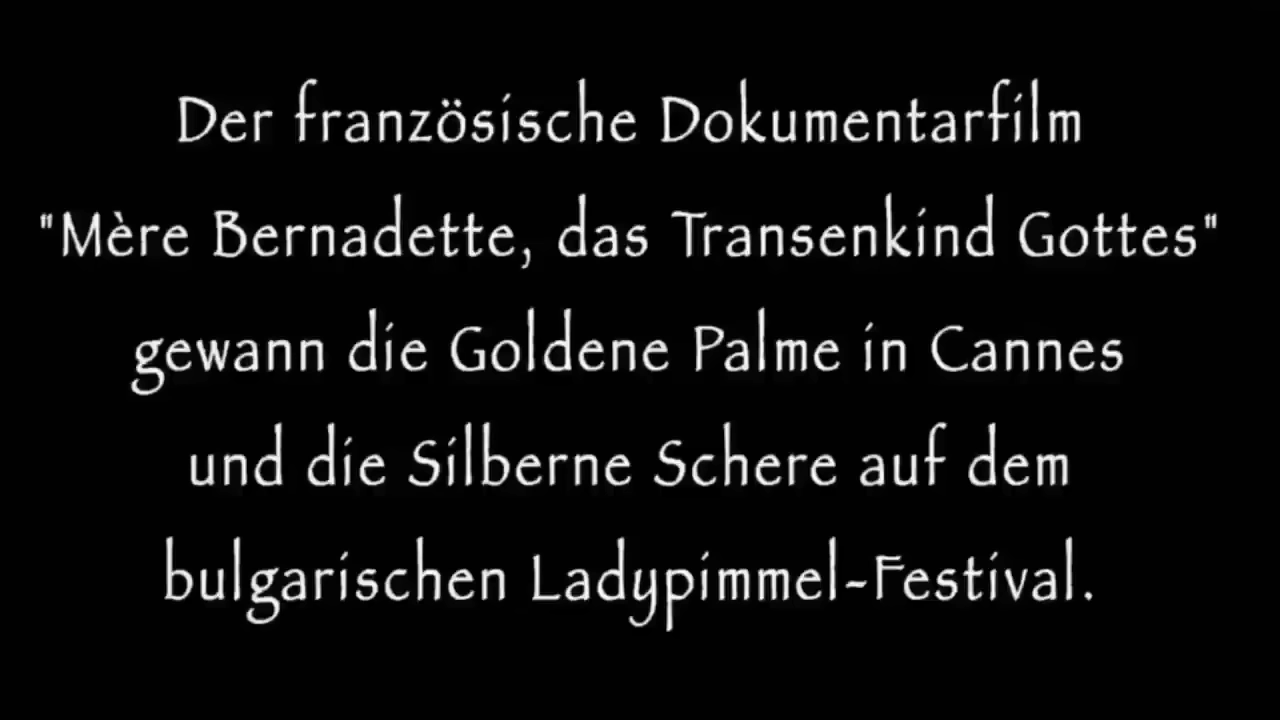 Der französische Dokumentarfilm
"Mère Bernadette, das Transenkind Gottes"
gewann die Goldene Palme in Cannes
und die Silberne Schere auf dem
bulgarischen Ladypimmel-Festival.